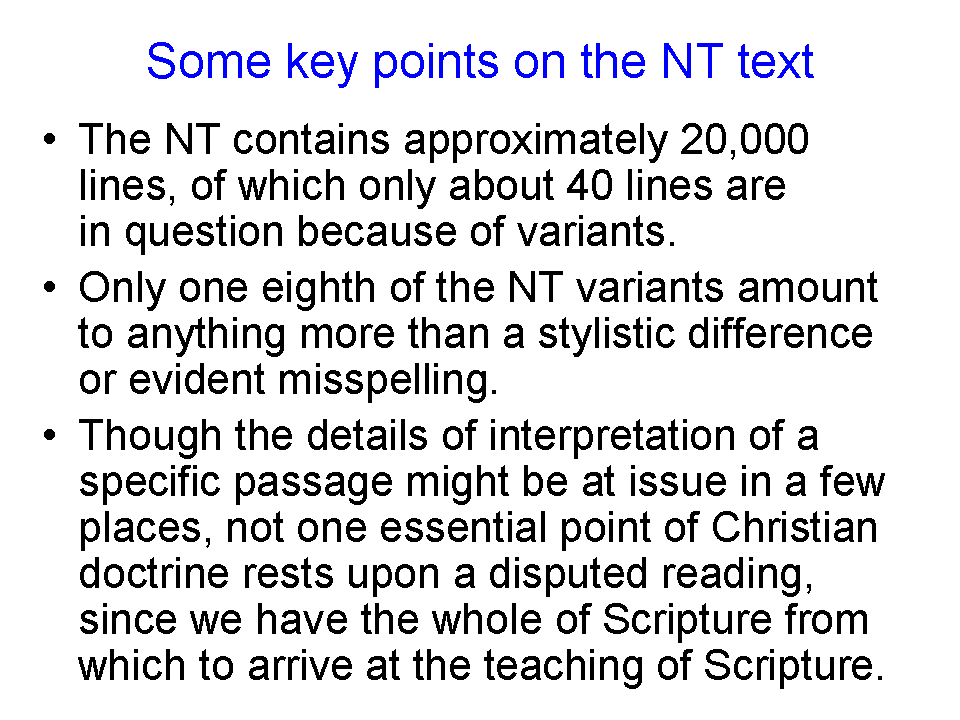 Some key points on the NT text
• The NT contains approximately 20,000
lines, of which only about 40 lines are
in question because of variants.
• Only one eighth of the NT variants amount
to anything more than a stylistic difference
or evident misspelling.
• Though the details of interpretation of a
specific passage might be at issue in a few
places, not one essential point of Christian
doctrine rests upon a disputed reading,
since we have the whole of Scripture from
which to arrive at the teaching of Scripture.